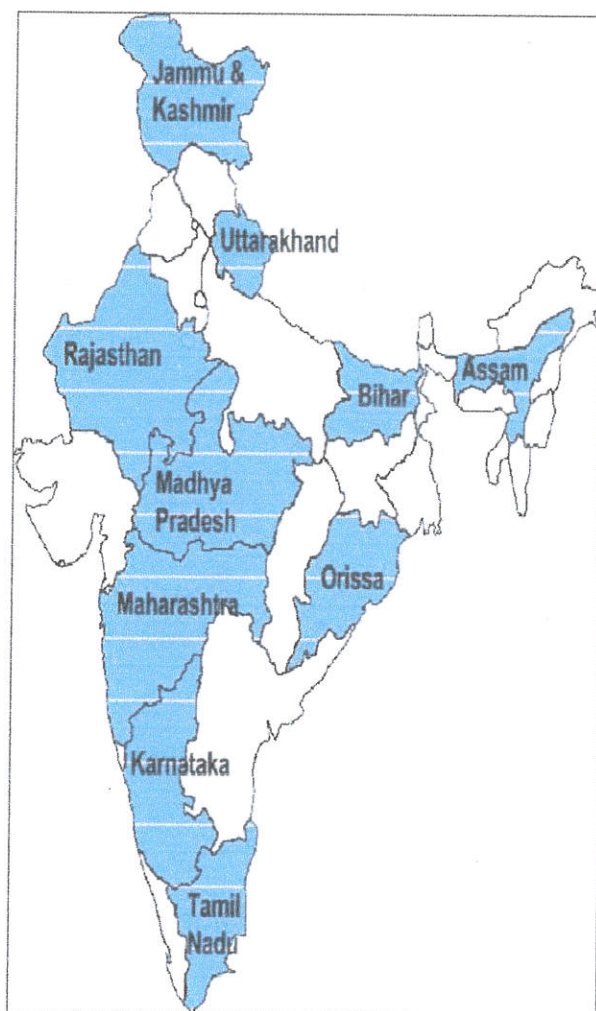 Jammu &
Kashmir
Uttarakhand
Rajasthan
Bihar
Assam
Madhya
Pradesh
Orissa
Maharashtra
Karnataka
Tamil
Nadu